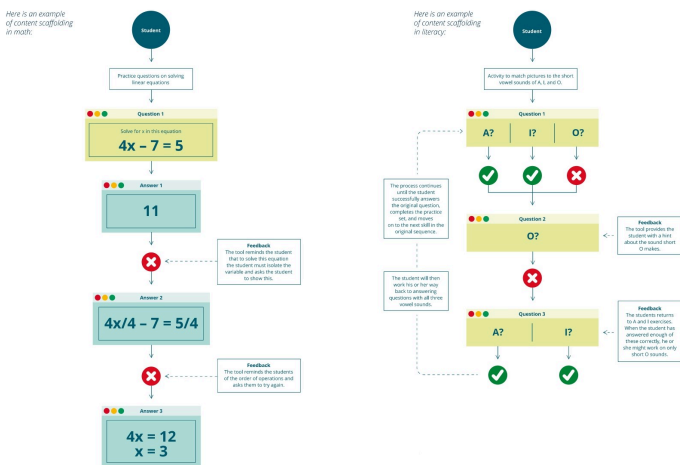 Here is an example
of content scaffolding
in math:
Student
Practice questions on solving
linear equations
Question 1
Solve for x in this equation
4x – 7 = 5
Answer 1
11
Feedback
The tool reminds the student
that to solve this equation
the student must isolate the
variable and asks the student
to show this.
Answer 2
4x/4 – 7 = 5/4
Feedback
The tool reminds the students
of the order of operations and
asks them to try again.
Answer 3
4x = 12
x = 3
Here is an example
of content scaffolding
in literacy:
Student
Activity to match pictures to the short
vowel sounds of A, I, and O.
Question 1
A? I? O?
The process continues
until the student
successfully answers
the original question,
completes the practice
set, and moves
on to the next skill in the
original sequence.
Question 2
O?
Feedback
The tool provides the
student with a hint
about the sound short
O makes.
The student will then
work his or her way
back to answering
questions with all three
vowel sounds.
Question 3
A? I?
Feedback
The students returns
to A and I exercises.
When the student has
answered enough of
these correctly, he or
she might work on only
short O sounds.